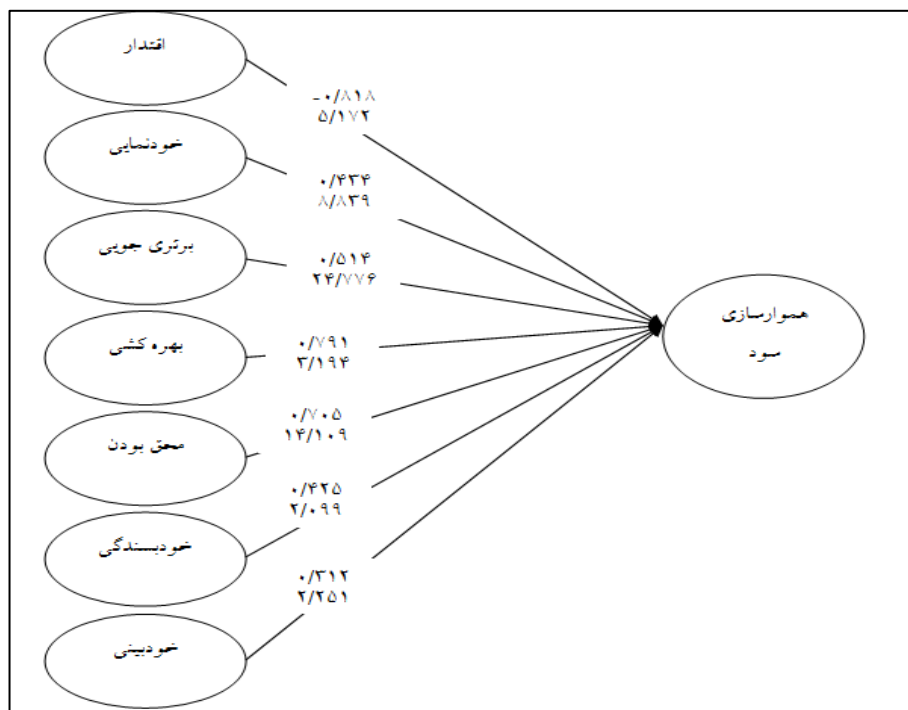 اقتدار
-۰/۸۱۸
۵/۱۷۲
خودنمایی
۰/۴۳۴
۸/۸۳۹
برتری جویی
۰/۵۱۴
۲۴/۷۷۶
هموارسازی
سود
بهره کشی
۰/۷۹۱
۳/۱۹۴
محق بودن
۰/۷۰۵
۱۴/۱۰۹
خودبسندگی
۰/۴۲۵
۲/۰۹۹
خودبینی
۰/۳۱۲
۲/۲۵۱